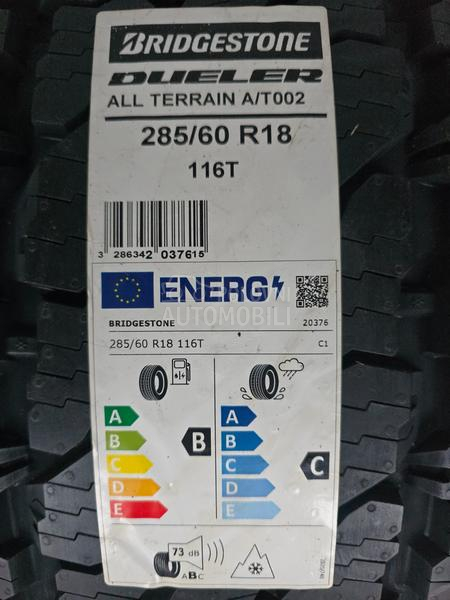 BRIDGESTONE
DUELER
ALL TERRAIN A/T002
285/60 R18
116T
3 286342 037615
ENERG
AUTOMOBILI
BRIDGESTONE 20376
285/60 R18 116T C1
A A
B B B
C C C
D D
E E
73 dB
ABC